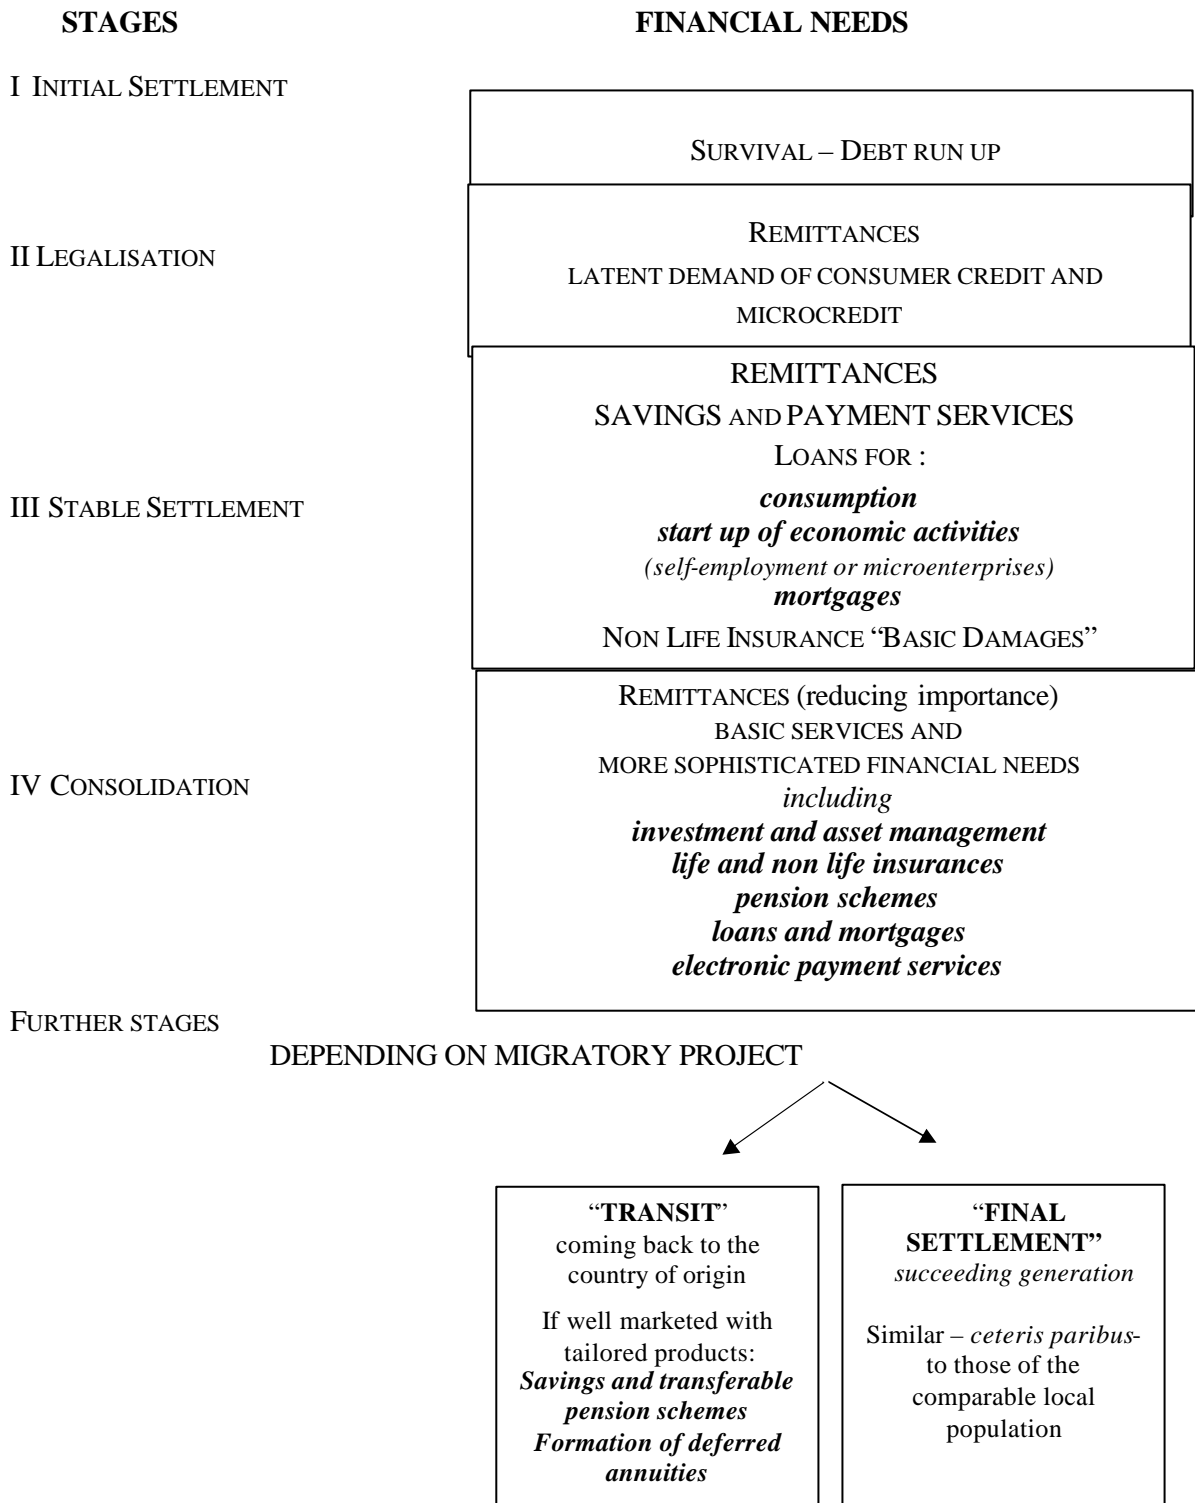 STAGES
FINANCIAL NEEDS
I INITIAL SETTLEMENT
SURVIVAL – DEBT RUN UP
II LEGALISATION
REMITTANCES
LATENT DEMAND OF CONSUMER CREDIT AND
MICROCREDIT
III STABLE SETTLEMENT
REMITTANCES
SAVINGS AND PAYMENT SERVICES
LOANS FOR :
consumption
start up of economic activities
(self-employment or microenterprises)
mortgages
NON LIFE INSURANCE “BASIC DAMAGES”
IV CONSOLIDATION
REMITTANCES (reducing importance)
BASIC SERVICES AND
MORE SOPHISTICATED FINANCIAL NEEDS
including
investment and asset management
life and non life insurances
pension schemes
loans and mortgages
electronic payment services
FURTHER STAGES
DEPENDING ON MIGRATORY PROJECT
“TRANSIT”
coming back to the
country of origin
If well marketed with
tailored products:
Savings and transferable
pension schemes
Formation of deferred
annuities
“FINAL
SETTLEMENT”
succeeding generation
Similar – ceteris paribus-
to those of the
comparable local
population